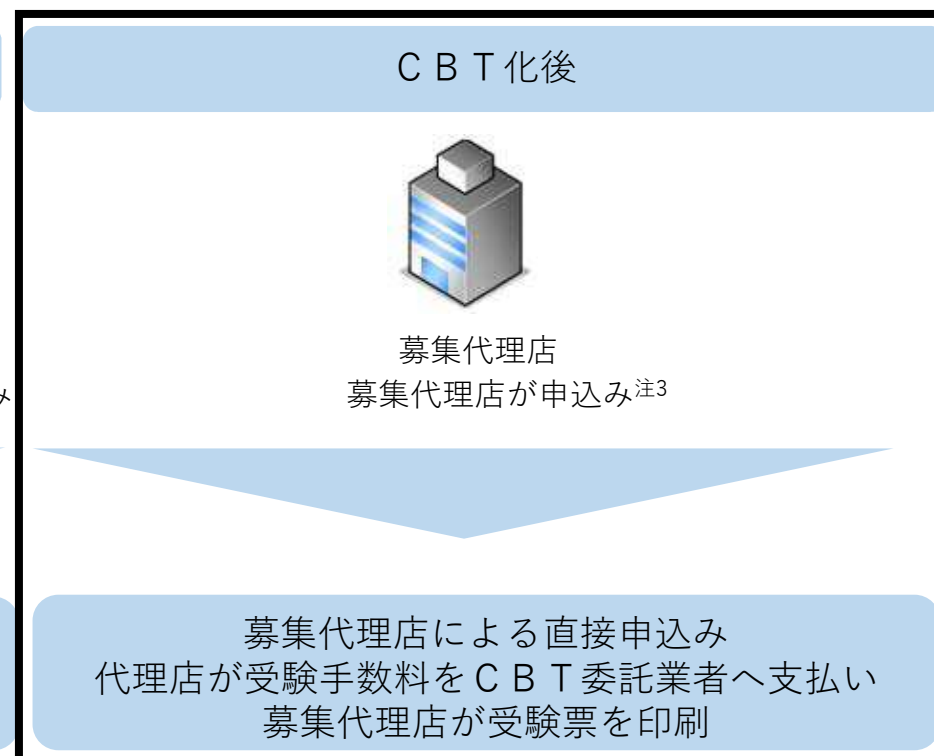 ＣＢＴ化後
募集代理店
募集代理店が申込み注3
み
募集代理店による直接申込み
代理店が受験手数料をＣＢＴ委託業者へ支払い
募集代理店が受験票を印刷